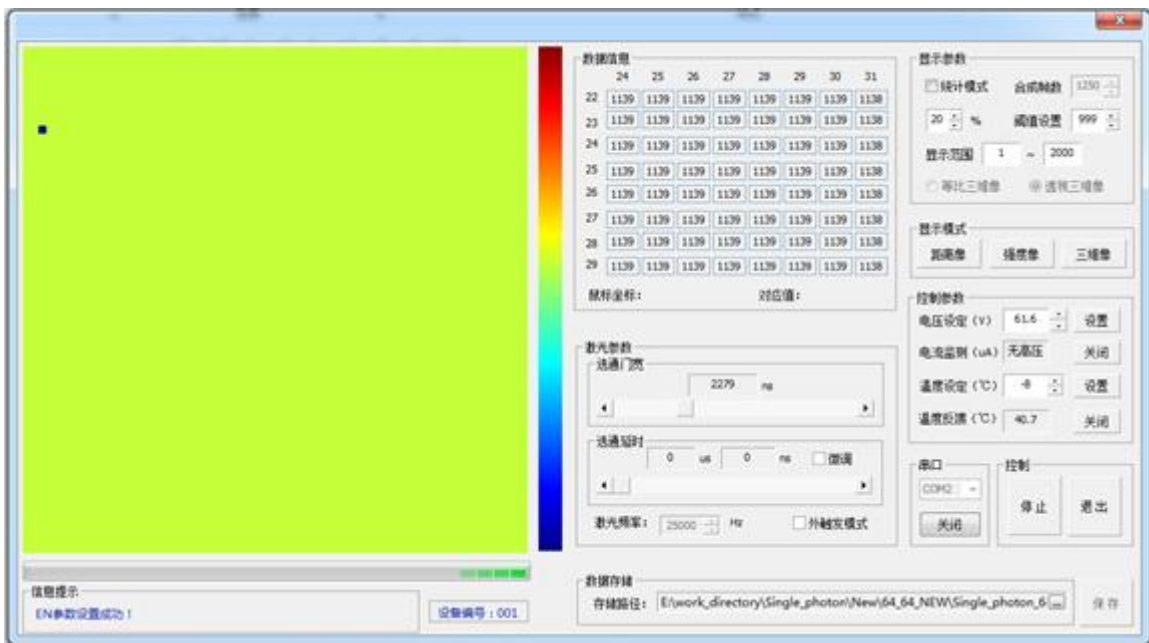 数据信息
24 25 26 27 28 29 30 31
22 1139 1139 1139 1139 1139 1139 1139 1138
23 1139 1139 1139 1139 1139 1139 1139 1138
24 1139 1139 1139 1139 1139 1139 1139 1138
25 1139 1139 1139 1139 1139 1139 1139 1138
26 1139 1139 1139 1139 1139 1139 1139 1138
27 1139 1139 1139 1139 1139 1139 1139 1138
28 1139 1139 1139 1139 1139 1139 1139 1138
29 1139 1139 1139 1139 1139 1139 1139 1138
鼠标坐标: 对应值:
激光参数
选通门宽
2279 ns
选通延时
0 us 0 ns 微调
激光频率: 25000 Hz 外触发模式
显示参数
统计模式 合成帧数 1250
20 % 阈值设置 999
显示范围 1 ~ 2000
等比三维像 透视三维像
显示模式
距离像 强度像 三维像
控制参数
电压设定 (V) 61.6 设置
电流监测 (uA) 无高压 关闭
温度设定 (℃) -8 设置
温度反馈 (℃) 40.7 关闭
串口 控制
COM2
关闭 停止 退出
信息提示
EN参数设置成功!
设备编号:001
数据存储
存储路径: E:\work_directory\Single_photon\New\64_64_NEW\Single_photon_6 ... 保存